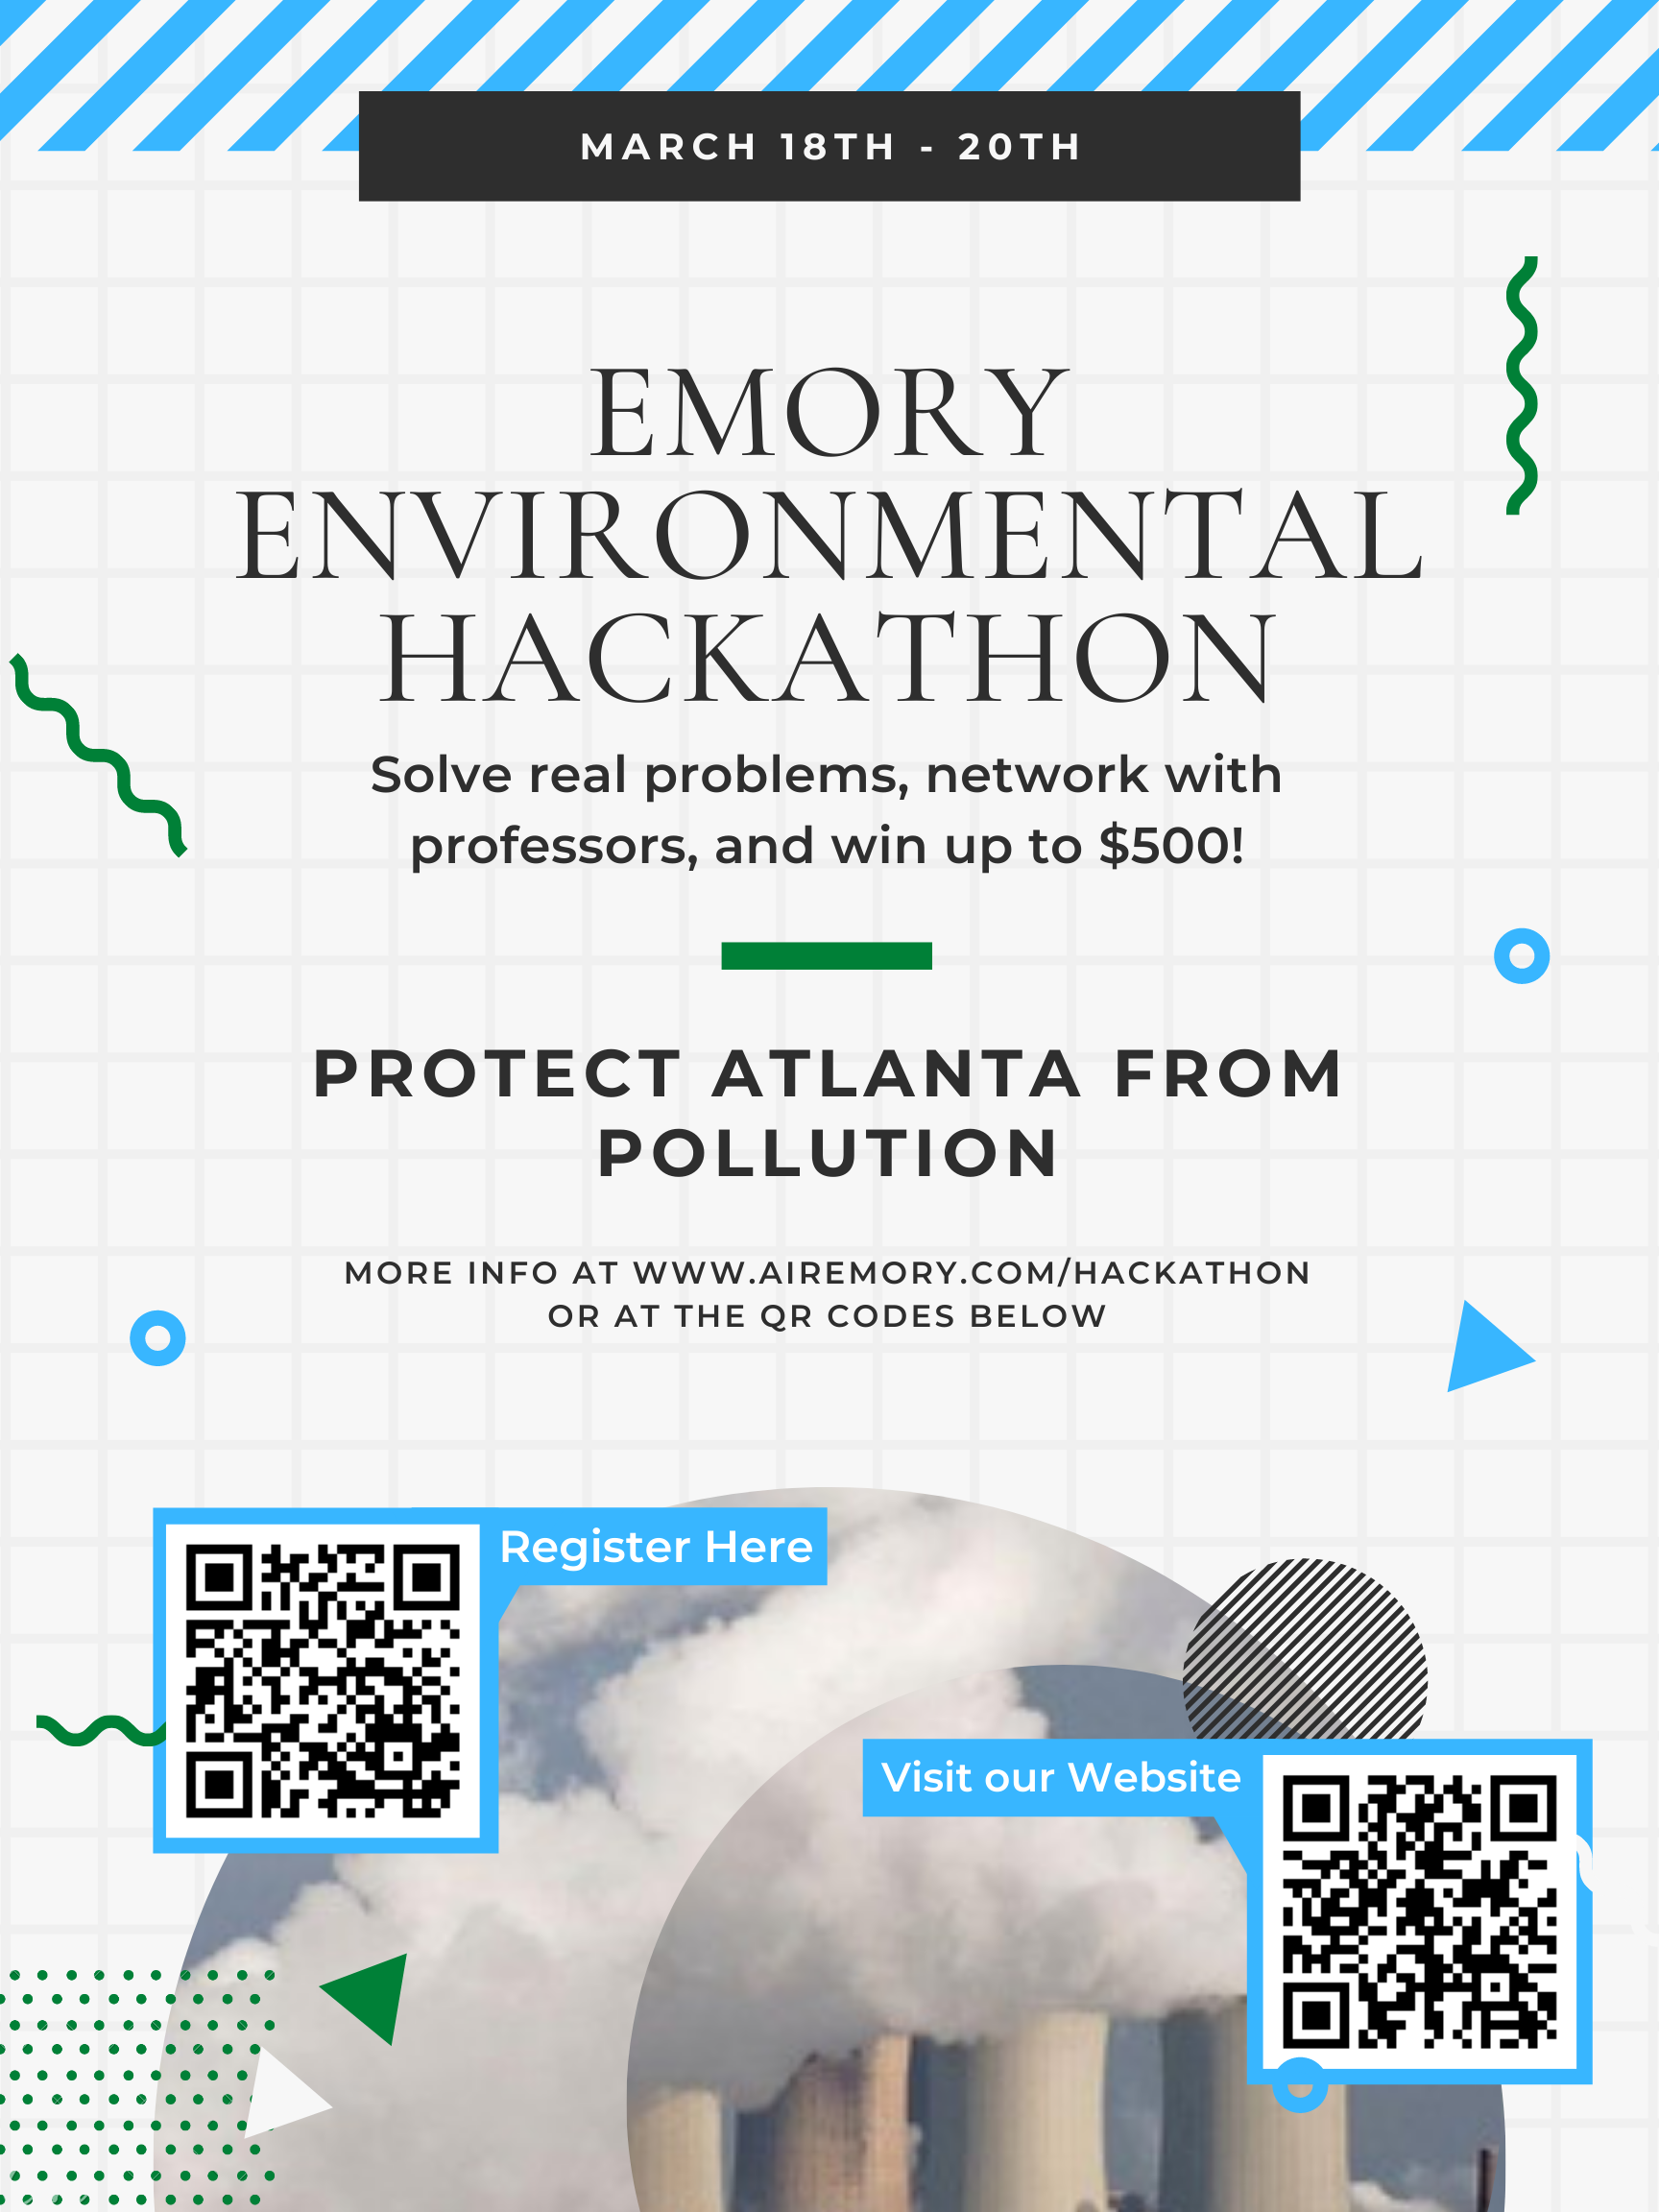 MARCH 18TH - 20TH
EMORY
ENVIRONMENTAL
HACKATHON
Solve real problems, network with
professors, and win up to $500!
PROTECT ATLANTA FROM
POLLUTION
MORE INFO AT WWW.AIREMORY.COM/HACKATHON
OR AT THE QR CODES BELOW
Register Here
Visit our Website